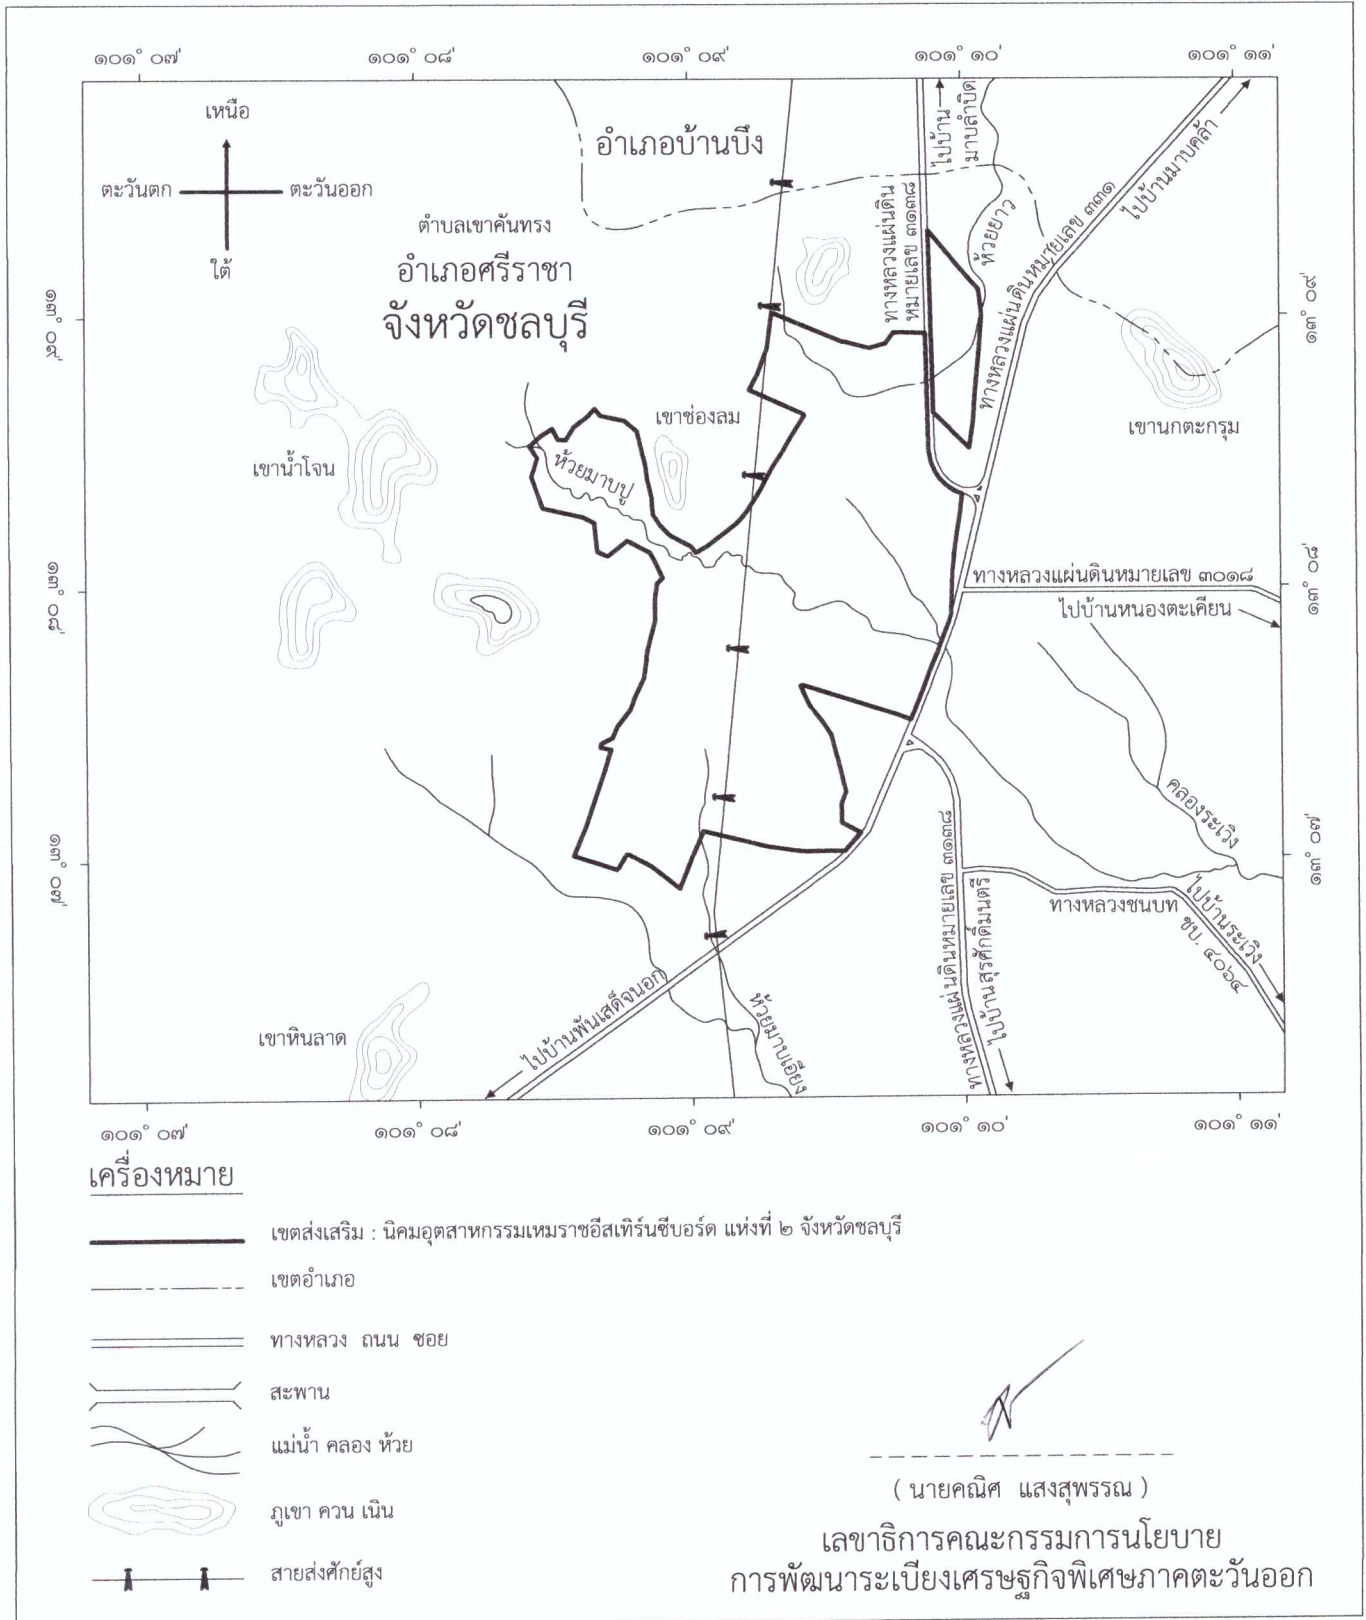 ๑๐๑° ๐๗' ๑๐๑° ๐๘' ๑๐๑° ๐๙' ๑๐๑° ๑๐' ๑๐๑° ๑๑'
เหนือ
ตะวันตก ตะวันออก
ใต้
อำเภอบ้านบึง
ตำบลเขาคันทรง
อำเภอศรีราชา
จังหวัดชลบุรี
ไปบ้าน
มาบลำบิด
ทางหลวงแผ่นดิน
หมายเลข ๓๑๓๘
ห้วยยาว
ทางหลวงแผ่นดินหมายเลข ๓๓๑
ไปบ้านมาบคล้า
๑๓° ๐๙'
๑๓° ๐๙'
เขาช่องลม
เขานกตะกรุม
เขาน้ำโจน
ห้วยมาบปู
ทางหลวงแผ่นดินหมายเลข ๓๐๑๘
ไปบ้านหนองตะเคียน
๑๓° ๐๘'
๑๓° ๐๘'
คลองระเวิง
๑๓° ๐๗'
๑๓° ๐๗'
ทางหลวงแผ่นดินหมายเลข ๓๑๓๘
ไปบ้านสุรศักดิ์มนตรี
ทางหลวงชนบท
ชบ. ๔๐๖๔
ไปบ้านระเวิง
เขาหินลาด
ไปบ้านพันเสด็จนอก
ห้วยมาบเอียง
๑๐๑° ๐๗' ๑๐๑° ๐๘' ๑๐๑° ๐๙' ๑๐๑° ๑๐' ๑๐๑° ๑๑'
เครื่องหมาย
เขตส่งเสริม : นิคมอุตสาหกรรมเหมราชอีสเทิร์นซีบอร์ด แห่งที่ ๒ จังหวัดชลบุรี
เขตอำเภอ
ทางหลวง ถนน ซอย
สะพาน
แม่น้ำ คลอง ห้วย
ภูเขา ควน เนิน
สายส่งศักย์สูง
( นายคณิศ แสงสุพรรณ )
เลขาธิการคณะกรรมการนโยบาย
การพัฒนาระเบียงเศรษฐกิจพิเศษภาคตะวันออก